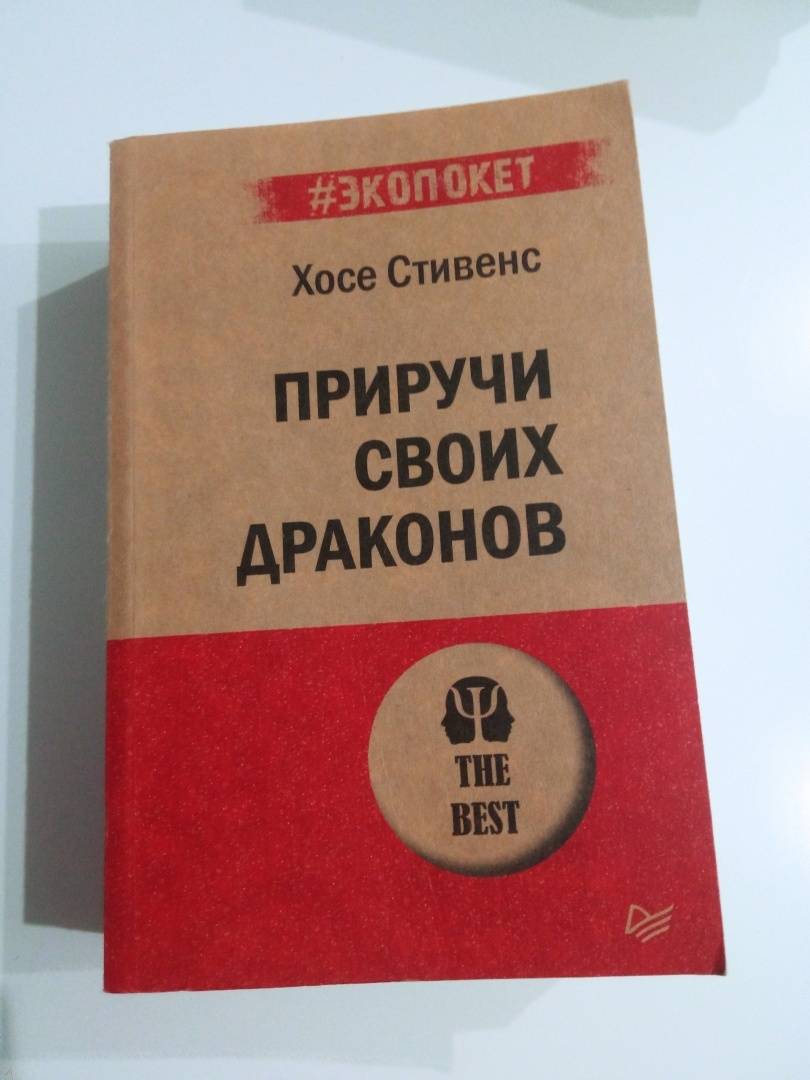 #ЭКОПОКЕТ
Хосе Стивенс
ПРИРУЧИ
СВОИХ
ДРАКОНОВ
THE
BEST